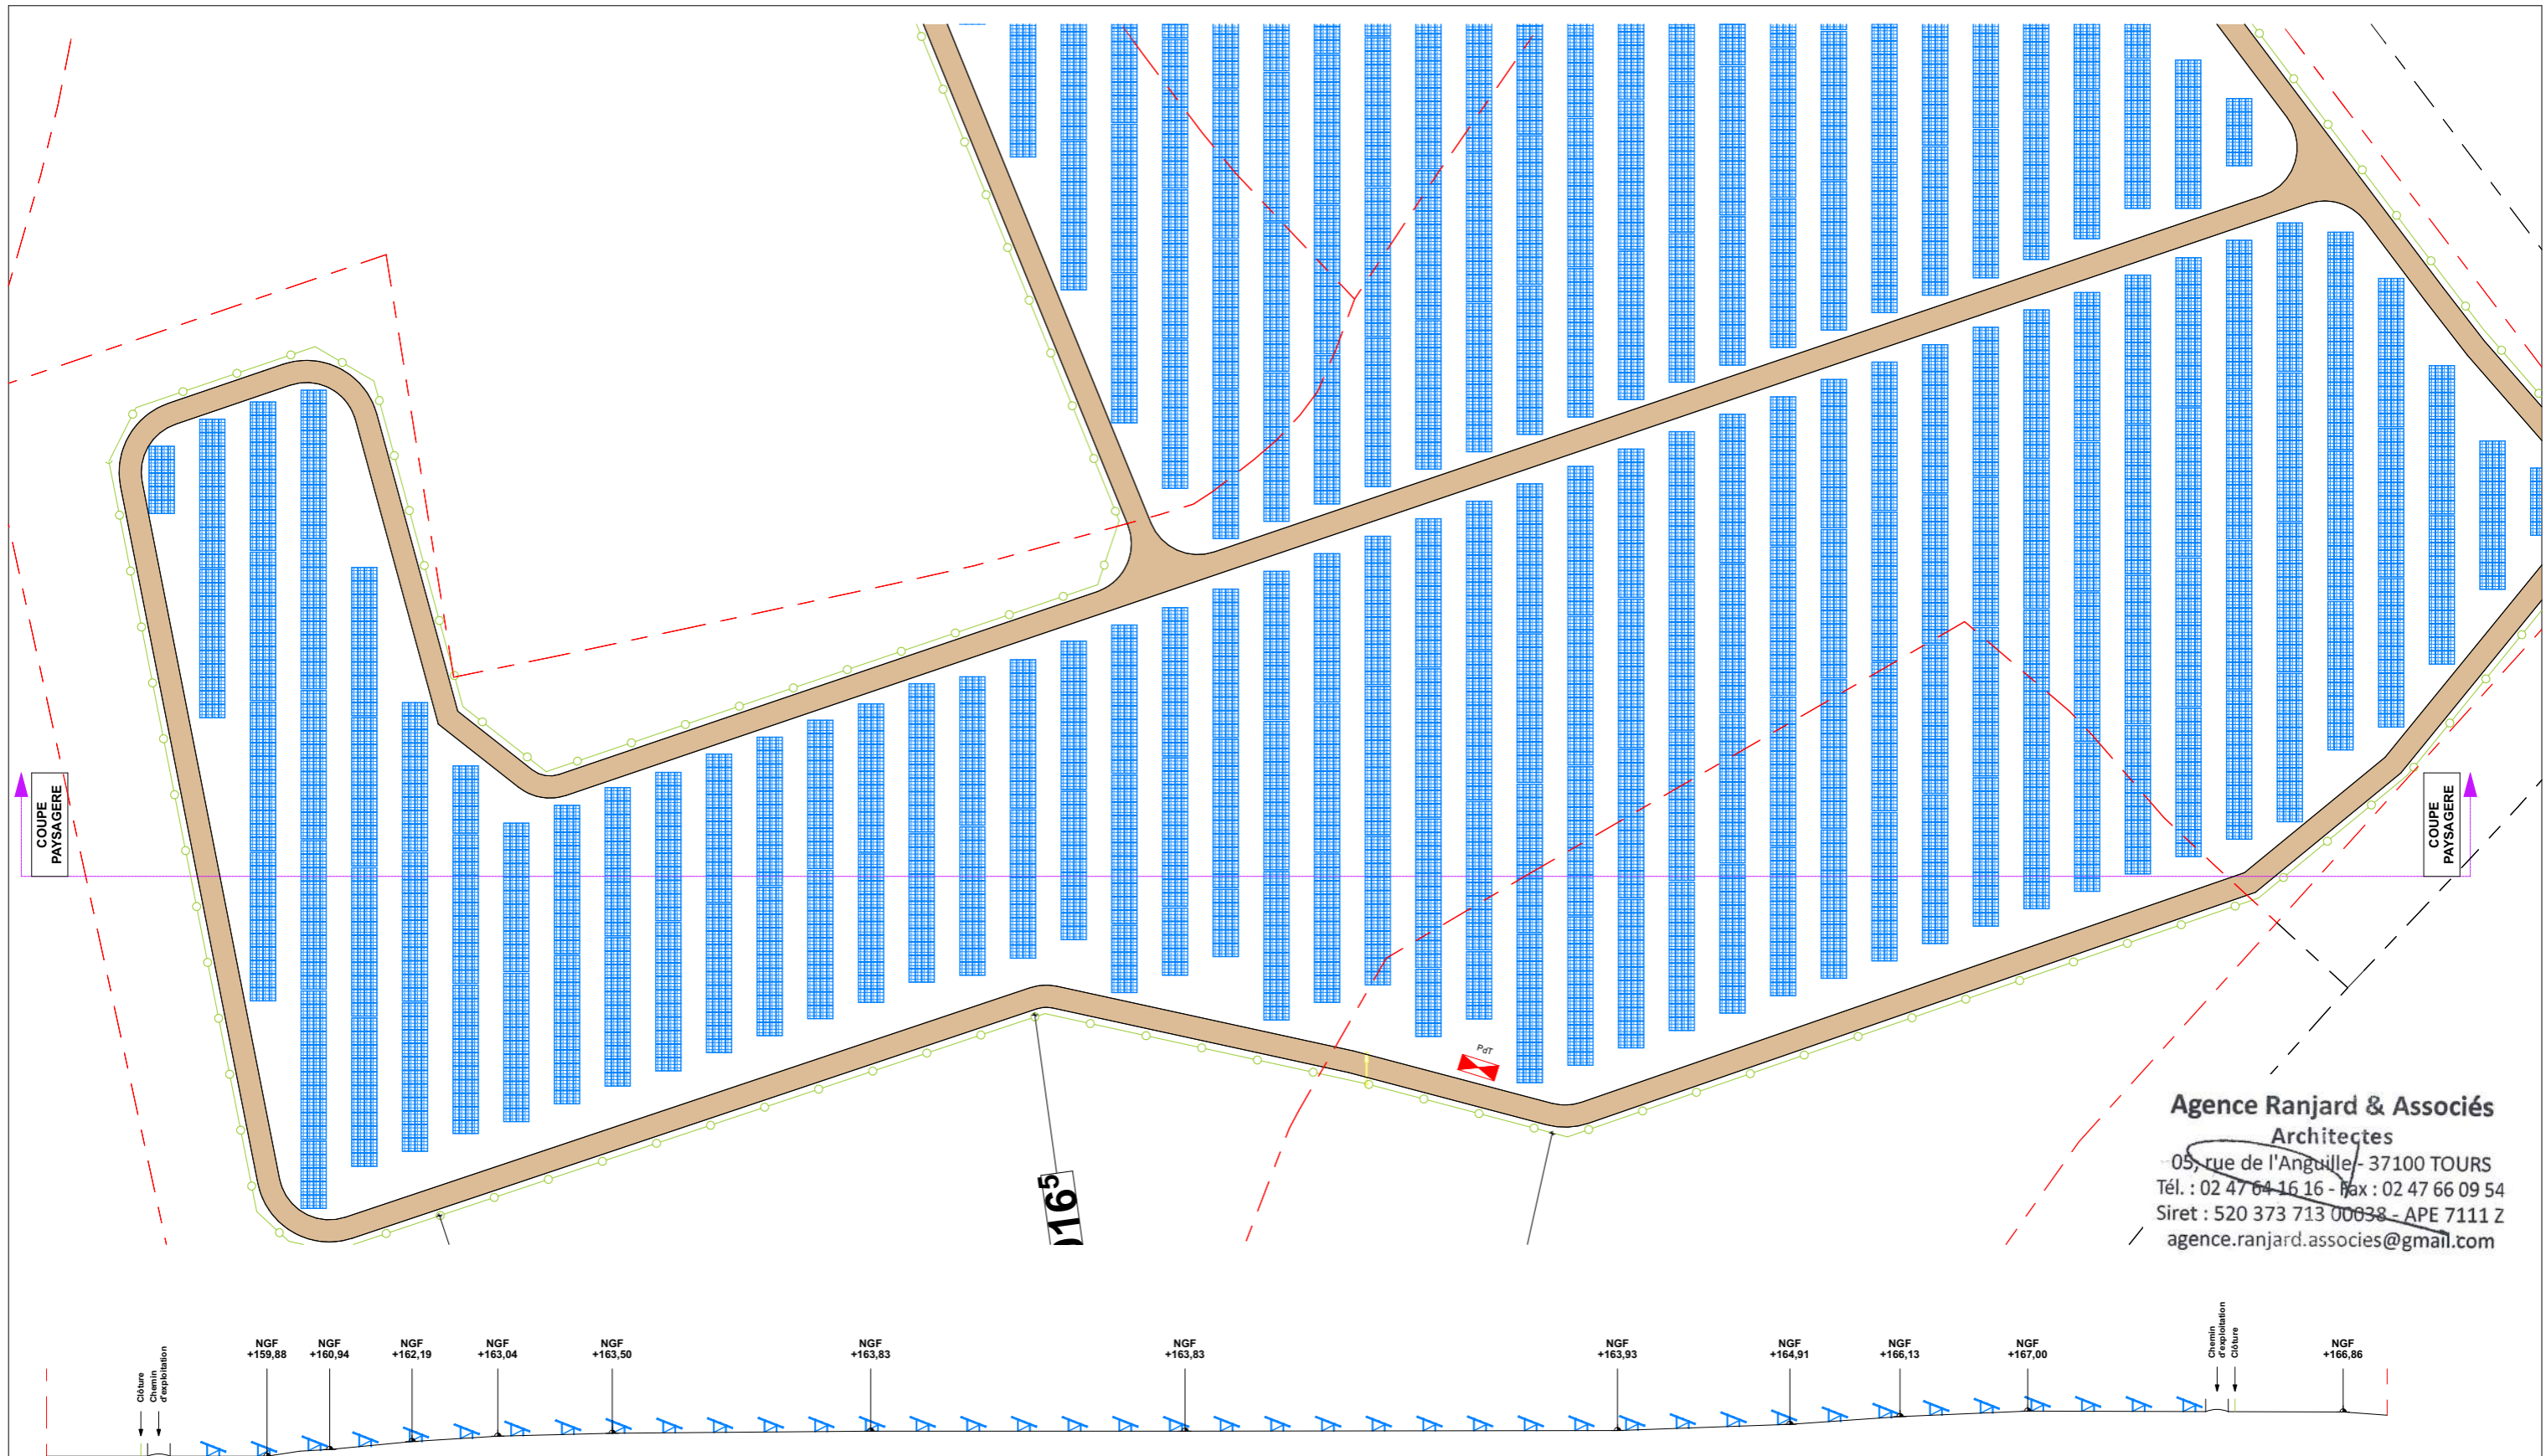 COUPE
PAYSAGERE
COUPE
PAYSAGERE
PdT
016⁵
Agence Ranjard & Associés
Architectes
05, rue de l'Anguille - 37100 TOURS
Tél. : 02 47 64 16 16 - Fax : 02 47 66 09 54
Siret : 520 373 713 00038 - APE 7111 Z
agence.ranjard.associes@gmail.com
Clôture
Chemin
d'exploitation
NGF
+159,88
NGF
+160,94
NGF
+162,19
NGF
+163,04
NGF
+163,50
NGF
+163,83
NGF
+163,83
NGF
+163,93
NGF
+164,91
NGF
+166,13
NGF
+167,00
Chemin
d'exploitation
Clôture
NGF
+166,86